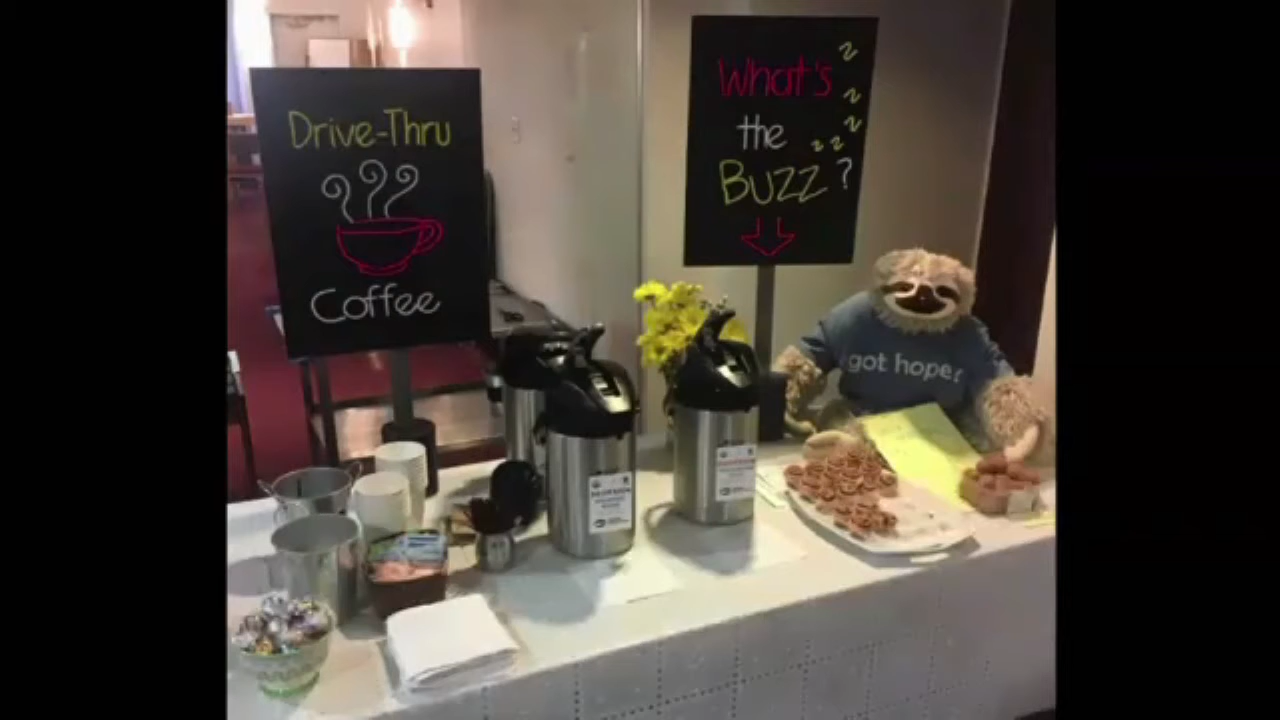 Drive-Thru
Coffee
What's
the
Buzz?
z
z
z
z z
got hope?